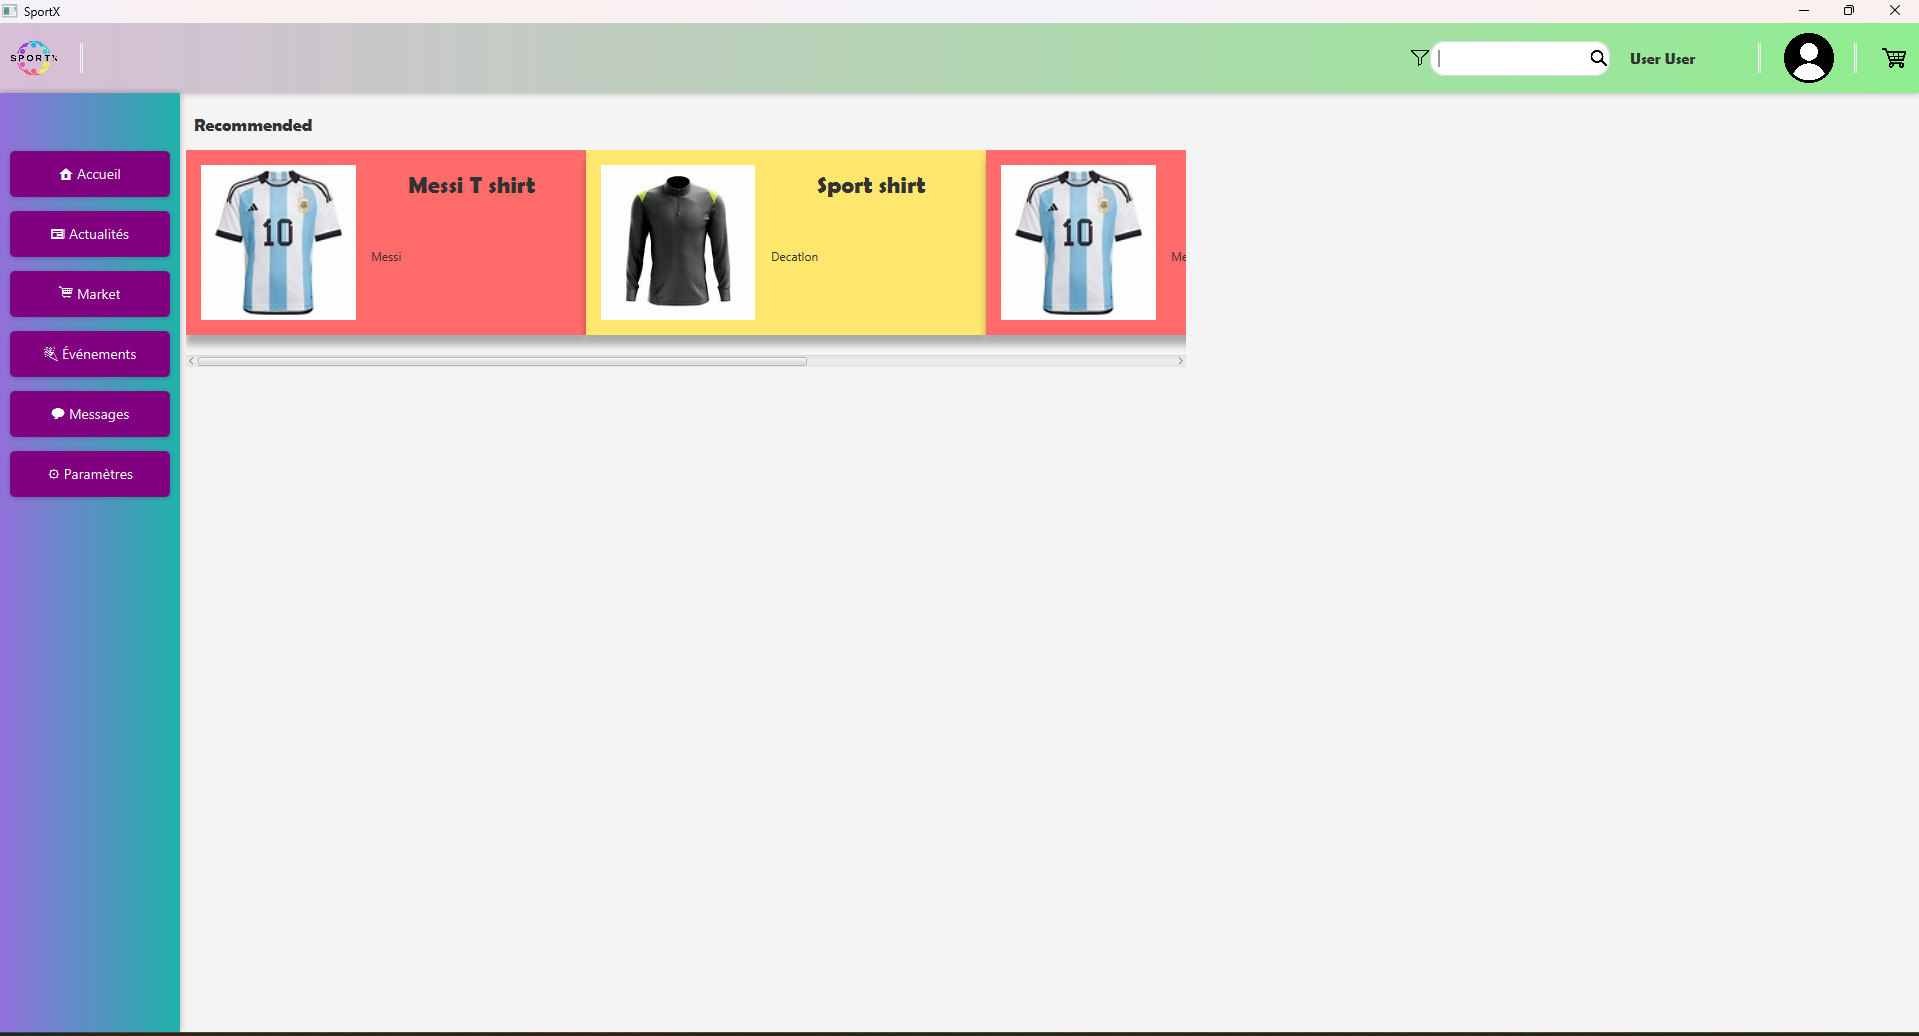 SportX
SPORTX
User User
Accueil
Actualités
Market
Événements
Messages
Paramètres
Recommended
Messi T shirt
10
Messi
Sport shirt
Decatlon
10
Me